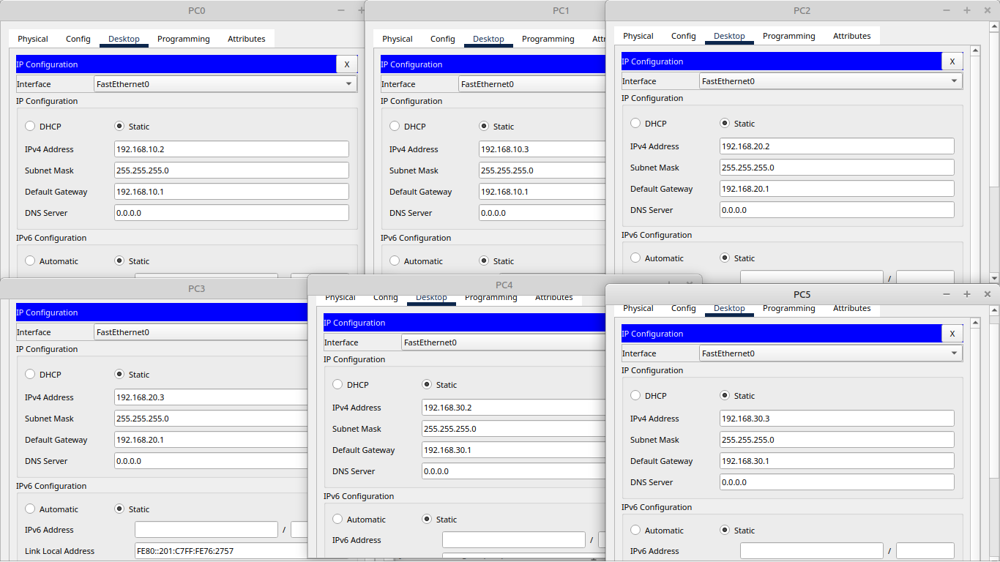 PC0
Physical Config Desktop Programming Attributes
IP Configuration X
Interface FastEthernet0
IP Configuration
DHCP Static
IPv4 Address 192.168.10.2
Subnet Mask 255.255.255.0
Default Gateway 192.168.10.1
DNS Server 0.0.0.0
IPv6 Configuration
Automatic Static
PC1
Physical Config Desktop Programming Attr
IP Configuration
Interface FastEthernet0
IP Configuration
DHCP Static
IPv4 Address 192.168.10.3
Subnet Mask 255.255.255.0
Default Gateway 192.168.10.1
DNS Server 0.0.0.0
IPv6 Configuration
Automatic Static
PC2
Physical Config Desktop Programming Attributes
IP Configuration X
Interface FastEthernet0
IP Configuration
DHCP Static
IPv4 Address 192.168.20.2
Subnet Mask 255.255.255.0
Default Gateway 192.168.20.1
DNS Server 0.0.0.0
IPv6 Configuration
Automatic Static
/
PC3
IP Configuration
Interface FastEthernet0
IP Configuration
DHCP Static
IPv4 Address 192.168.20.3
Subnet Mask 255.255.255.0
Default Gateway 192.168.20.1
DNS Server 0.0.0.0
IPv6 Configuration
Automatic Static
IPv6 Address /
Link Local Address FE80::201:C7FF:FE76:2757
PC4
Physical Config Desktop Programming Attributes
IP Configuration
Interface FastEthernet0
IP Configuration
DHCP Static
IPv4 Address 192.168.30.2
Subnet Mask 255.255.255.0
Default Gateway 192.168.30.1
DNS Server 0.0.0.0
IPv6 Configuration
Automatic Static
IPv6 Address /
PC5
Physical Config Desktop Programming Attributes
IP Configuration X
Interface FastEthernet0
IP Configuration
DHCP Static
IPv4 Address 192.168.30.3
Subnet Mask 255.255.255.0
Default Gateway 192.168.30.1
DNS Server 0.0.0.0
IPv6 Configuration
Automatic Static
IPv6 Address /